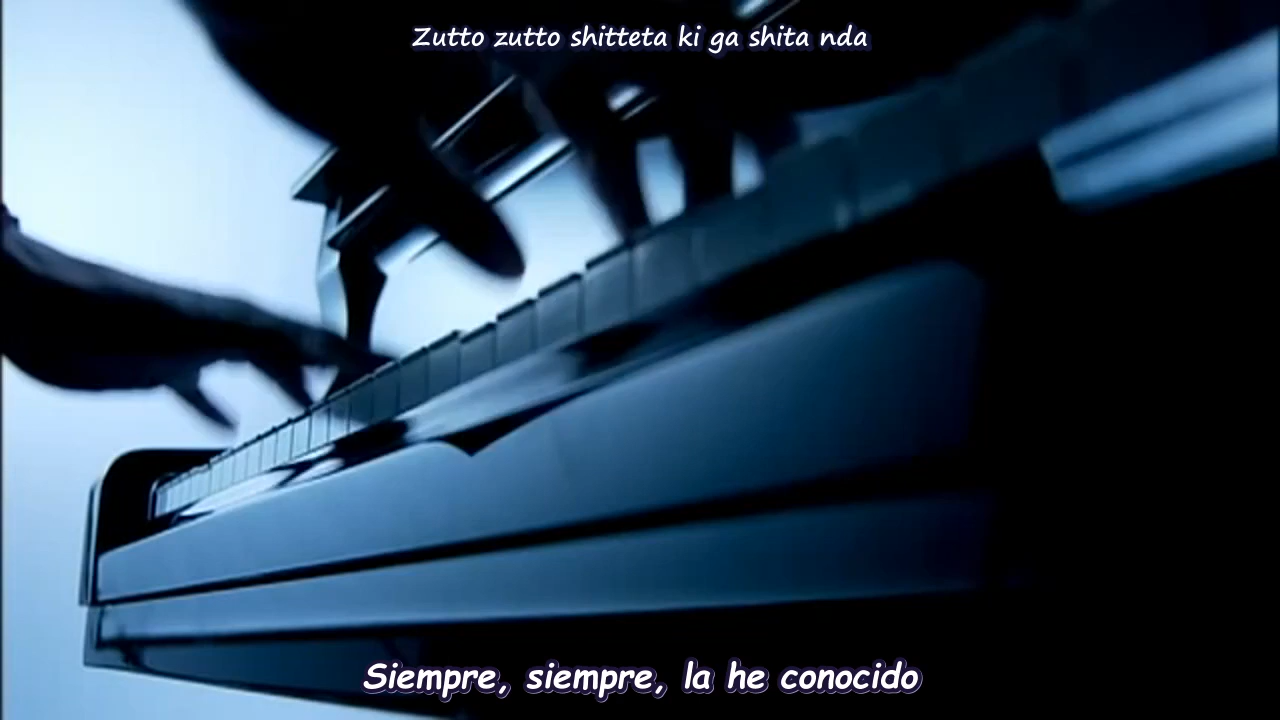 Zutto zutto shitteta ki ga shita nda
Siempre, siempre, la he conocido